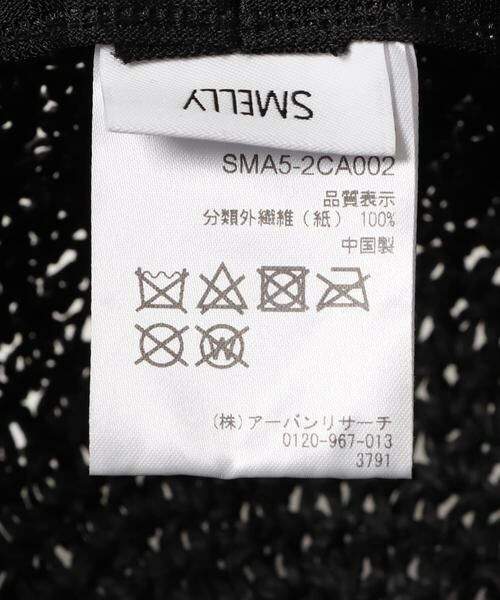 SMELLY
SMA5-2CA002
品質表示
分類外繊維（紙） 100%
中国製
W
（株）アーバンリサーチ
0120-967-013
3791